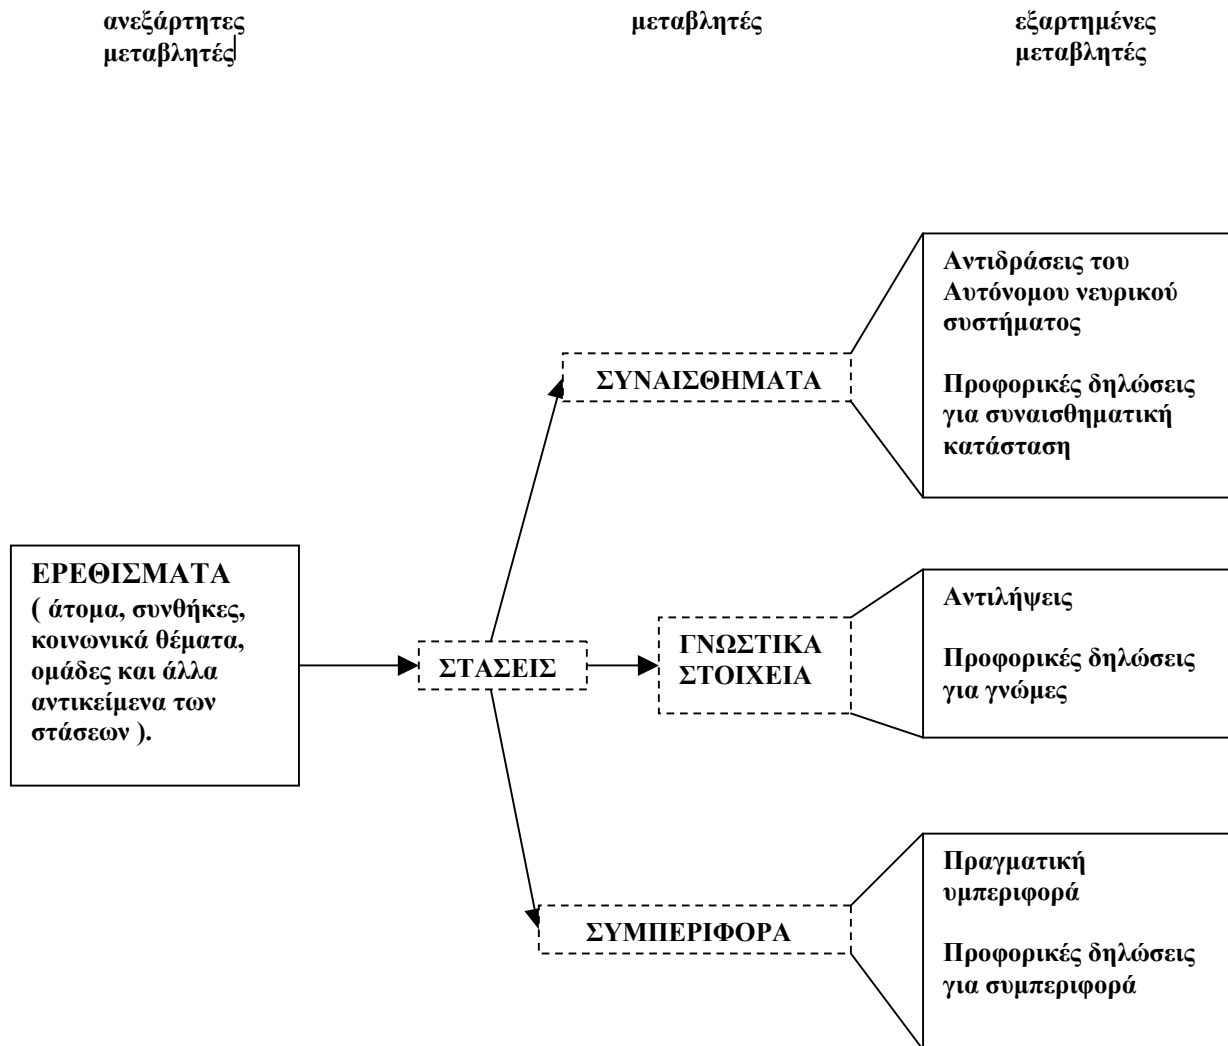 ανεξάρτητες
μεταβλητές
μεταβλητές
εξαρτημένες
μεταβλητές
Αντιδράσεις του
Αυτόνομου νευρικού
συστήματος
Προφορικές δηλώσεις
για συναισθηματική
κατάσταση
ΣΥΝΑΙΣΘΗΜΑΤΑ
ΕΡΕΘΙΣΜΑΤΑ
( άτομα, συνθήκες,
κοινωνικά θέματα,
ομάδες και άλλα
αντικείμενα των
στάσεων ).
ΣΤΑΣΕΙΣ
ΓΝΩΣΤΙΚΑ
ΣΤΟΙΧΕΙΑ
Αντιλήψεις
Προφορικές δηλώσεις
για γνώμες
ΣΥΜΠΕΡΙΦΟΡΑ
Πραγματική
υμπεριφορά
Προφορικές δηλώσεις
για συμπεριφορά